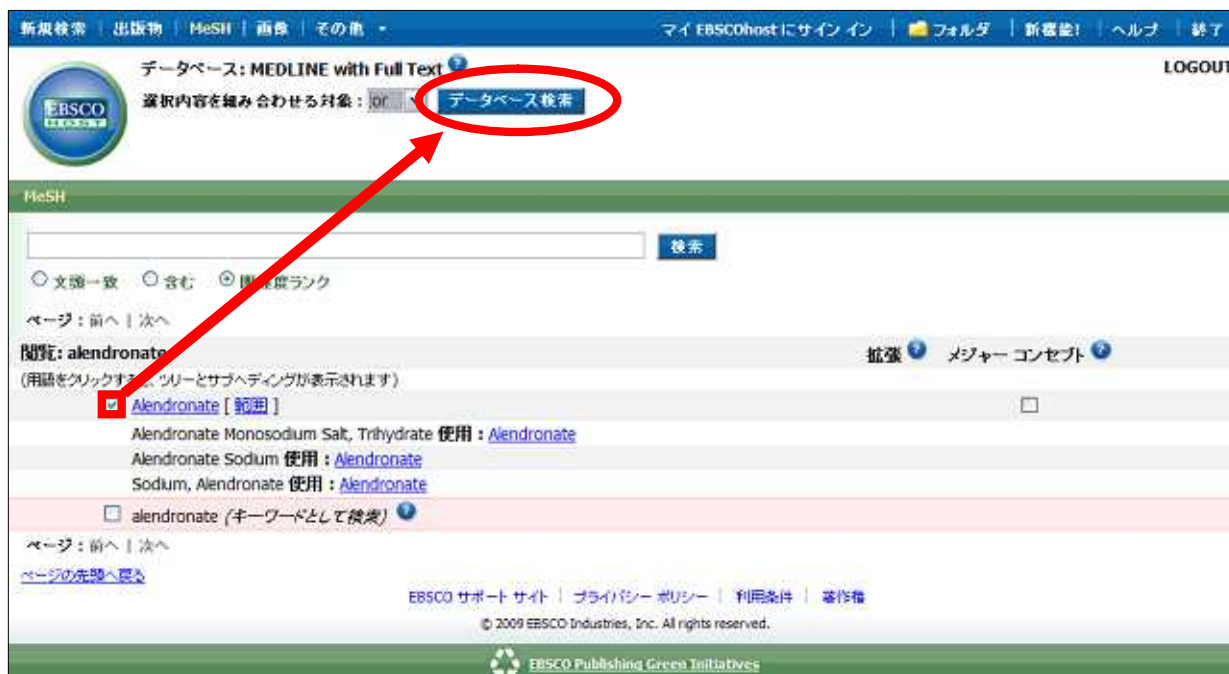 新規検索 | 出版物 | MeSH | 画像 | その他
マイ EBSCOhost にサイン イン | フォルダ | 新機能! | ヘルプ | 終了
データベース: MEDLINE with Full Text
LOGOUT
選択内容を組み合わせる対象 : or データベース検索
EBSCO
HOST
MeSH
検索
文頭一致 含む 関連度ランク
ページ : 前へ | 次へ
閲覧: alendronate 拡張 メジャー コンセプト
(用語をクリックすると、ツリーとサブヘディングが表示されます)
Alendronate [ 範囲 ]
Alendronate Monosodium Salt, Trihydrate 使用 : Alendronate
Alendronate Sodium 使用 : Alendronate
Sodium, Alendronate 使用 : Alendronate
alendronate (キーワードとして検索)
ページ : 前へ | 次へ
ページの先頭へ戻る
EBSCO サポート サイト | プライバシー ポリシー | 利用条件 | 著作権
© 2009 EBSCO Industries, Inc. All rights reserved.
EBSCO Publishing Green Initiatives